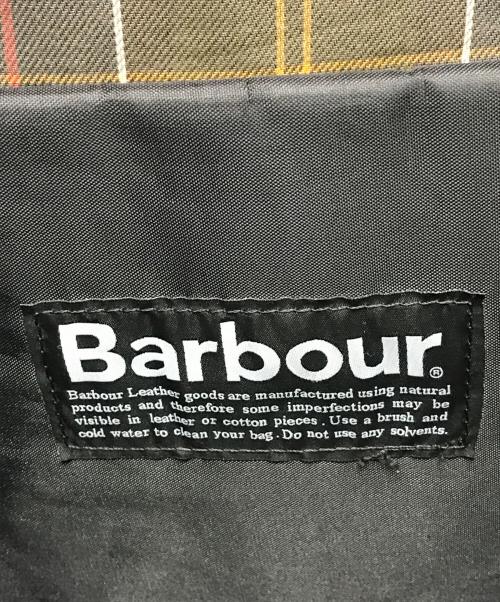 Barbour®
Barbour Leather goods are manufactured using natural
products and therefore some imperfections may be
visible in leather or cotton pieces. Use a brush and
cold water to clean your bag. Do not use any solvents.